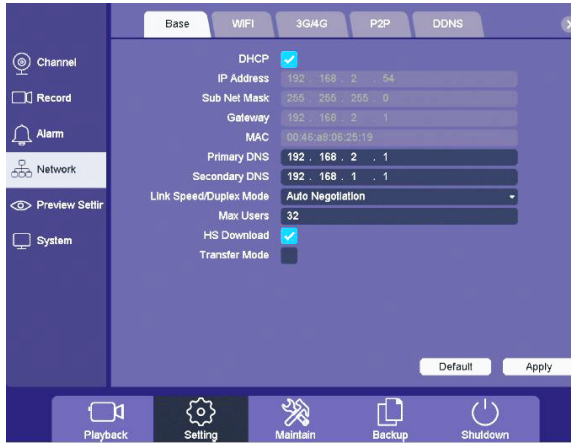 Base WIFI 3G/4G P2P DDNS
Channel
Record
Alarm
Network
Preview Settir
System
DHCP
IP Address 192 . 168 . 2 . 54
Sub Net Mask 255 . 255 . 255 . 0
Gateway 192 . 168 . 2 . 1
MAC 00:46:a8:06:25:19
Primary DNS 192 . 168 . 2 . 1
Secondary DNS 192 . 168 . 1 . 1
Link Speed/Duplex Mode Auto Negotiation
Max Users 32
HS Download
Transfer Mode
Default Apply
Playback Setting Maintain Backup Shutdown